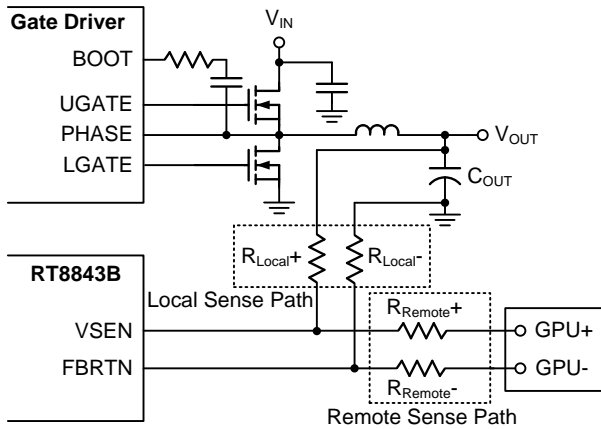 Gate Driver
BOOT
UGATE
PHASE
LGATE
VIN
VOUT
COUT
RLocal+
RLocal-
Local Sense Path
RT8843B
VSEN
FBRTN
RRemote+
RRemote-
GPU+
GPU-
Remote Sense Path